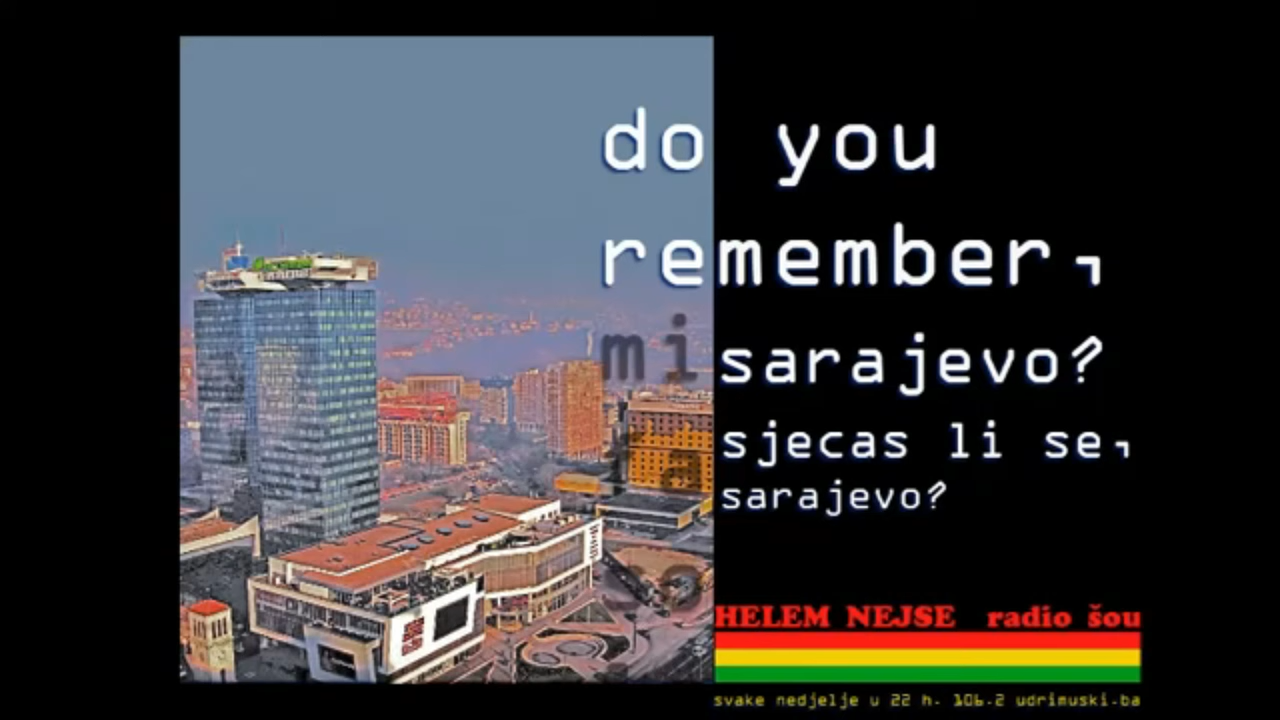 do you
remember,
mi sarajevo?
sjecas li se,
sarajevo?
HELEM NEJSE radio šou
svake nedjelje u 22 h. 106.2 udrimuski.ba